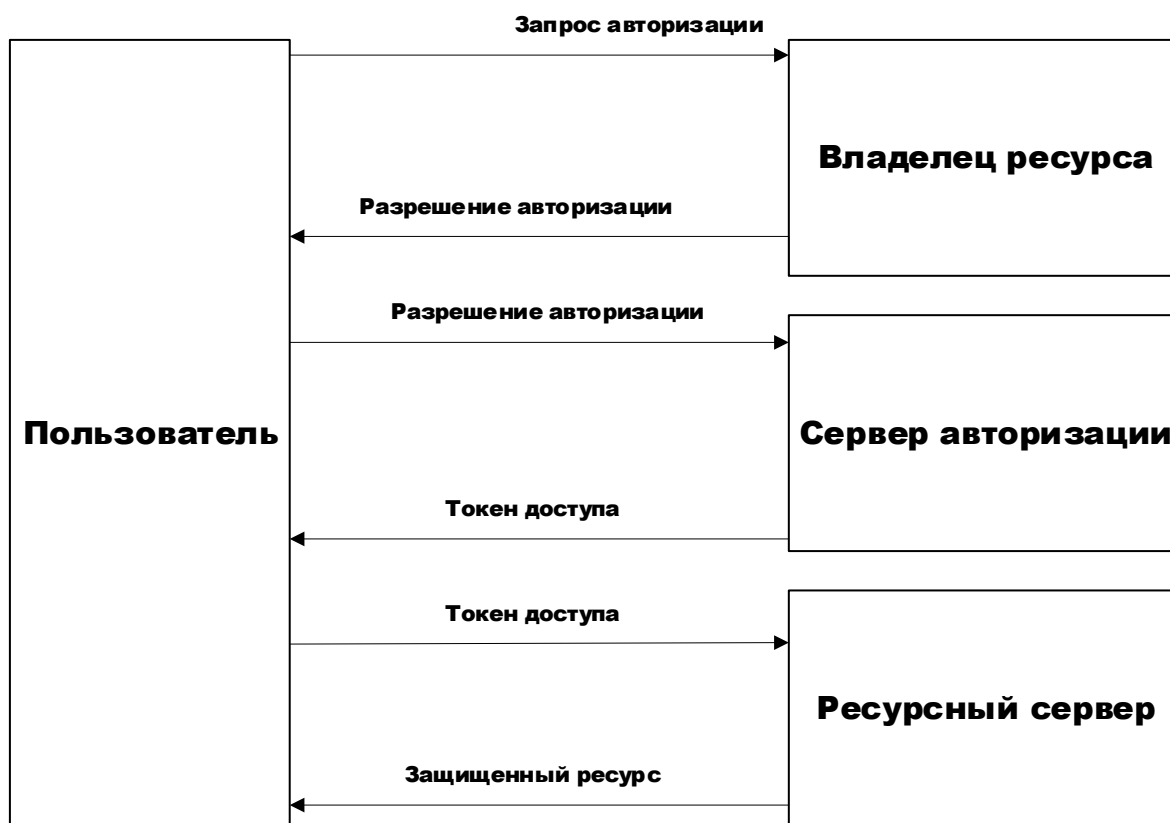 Запрос авторизации
Владелец ресурса
Разрешение авторизации
Разрешение авторизации
Пользователь
Сервер авторизации
Токен доступа
Токен доступа
Ресурсный сервер
Защищенный ресурс